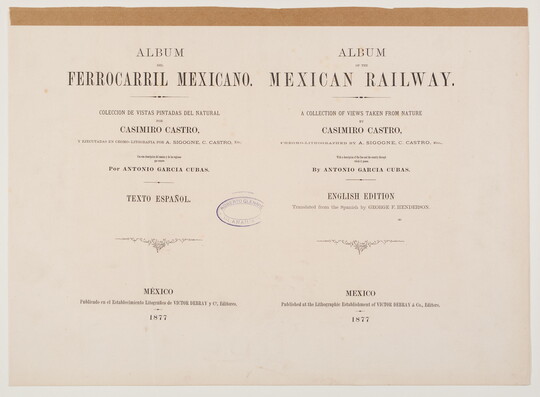 ALBUM
DEL
FERROCARRIL MEXICANO.
COLECCION DE VISTAS PINTADAS DEL NATURAL
POR
CASIMIRO CASTRO,
Y EJECUTADAS EN CROMO-LITOGRAFIA POR A. SIGOGNE, C. CASTRO, Etc.
Por ANTONIO GARCIA CUBAS.
TEXTO ESPAÑOL.
MÉXICO
Publicado en el Establecimiento Litográfico de VICTOR DEBRAY y Cª, Editores.
1877
ALBUM
OF THE
MEXICAN RAILWAY.
A COLLECTION OF VIEWS TAKEN FROM NATURE
BY
CASIMIRO CASTRO,
CHROMO-LITHOGRAPHED BY A. SIGOGNE, C. CASTRO, Etc.,
By ANTONIO GARCIA CUBAS.
ENGLISH EDITION
Translated from the Spanish by GEORGE F. HENDERSON.
MEXICO
Published at the Lithographic Establishment of VICTOR DEBRAY & Co., Editors.
1877